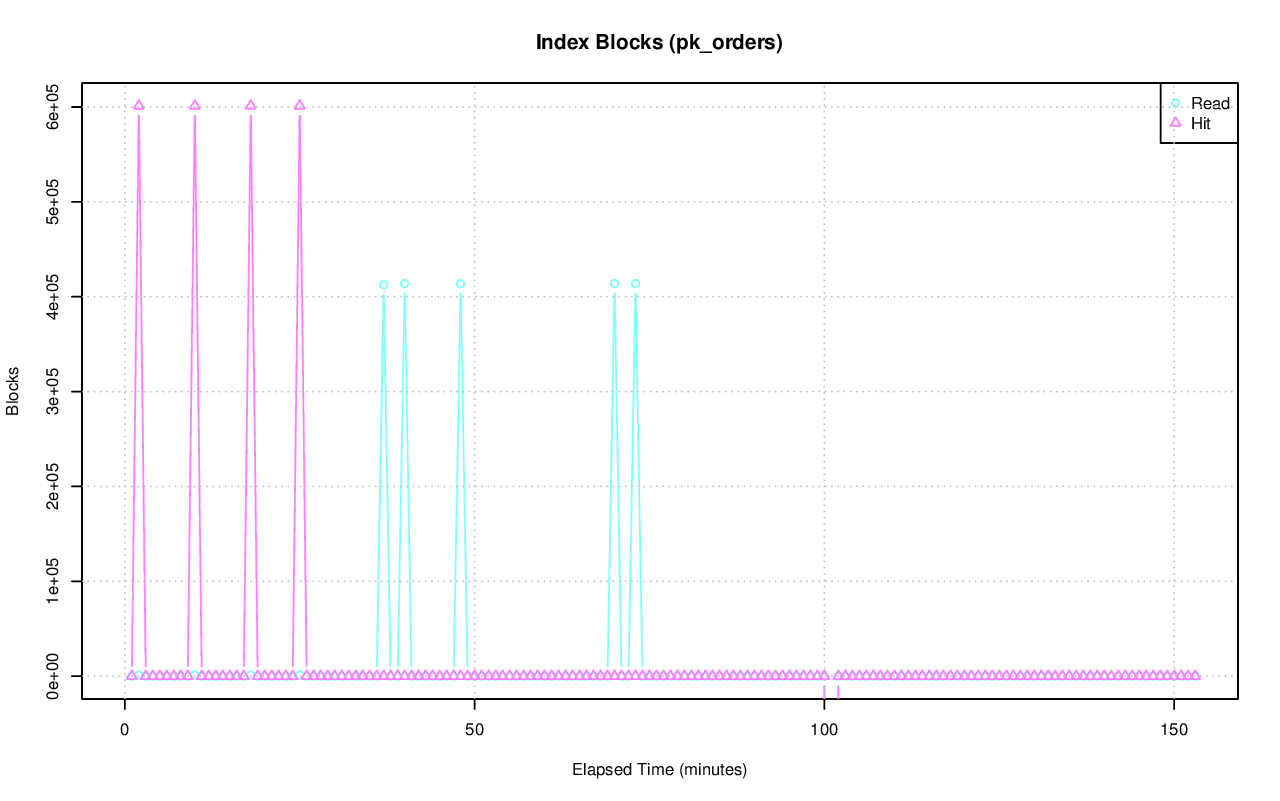 Index Blocks (pk_orders)
Read
Hit
6e+05
5e+05
4e+05
3e+05
2e+05
1e+05
0e+00
Blocks
0 50 100 150
Elapsed Time (minutes)